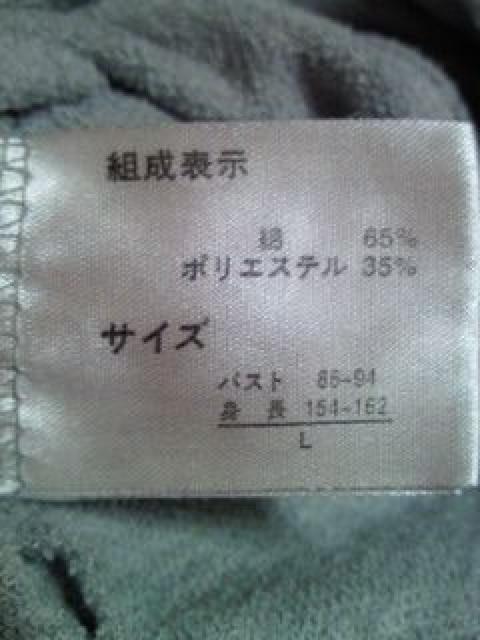 組成表示
綿 65%
ポリエステル 35%
サイズ
バスト 86-94
身長 154-162
L